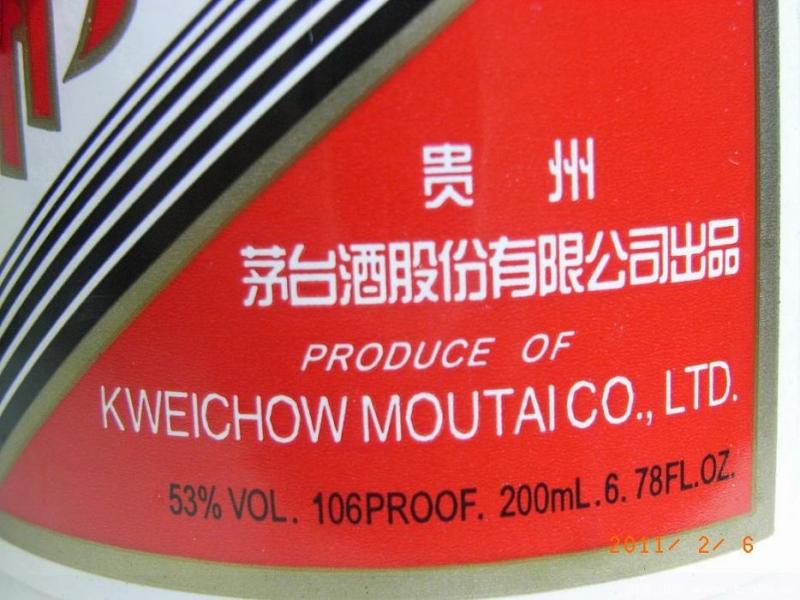 贵 州
茅台酒股份有限公司出品
PRODUCE OF
KWEICHOW MOUTAI CO., LTD.
53% VOL. 106PROOF. 200mL.6.78FL.OZ.
2011/ 2/ 6